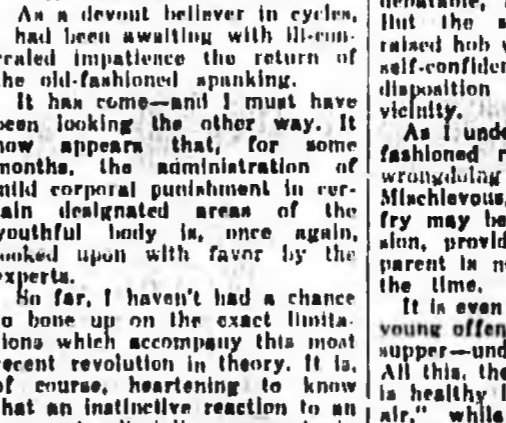 As a devout believer in cycles,
had been awaiting with ill-con-
cealed impatience the return of
the old-fashioned spanking.
It has come—and I must have
been looking the other way. It
now appears that, for some
months, the administration of
mild corporal punishment in cer-
tain designated areas of the
youthful body is, once again,
looked upon with favor by the
experts.
So far, I haven't had a chance
to bone up on the exact limita-
tions which accompany this most
recent revolution in theory. It is,
of course, heartening to know
that an instinctive reaction to an
But the
raised hob
self-confiden
disposition
vicinity.
As I unde
fashioned r
wrongdoing
Mischievous,
fry may be
sion, provid
parent is n
the time.
It is even
young offen
supper—und
All this, the
is healthy
air," while